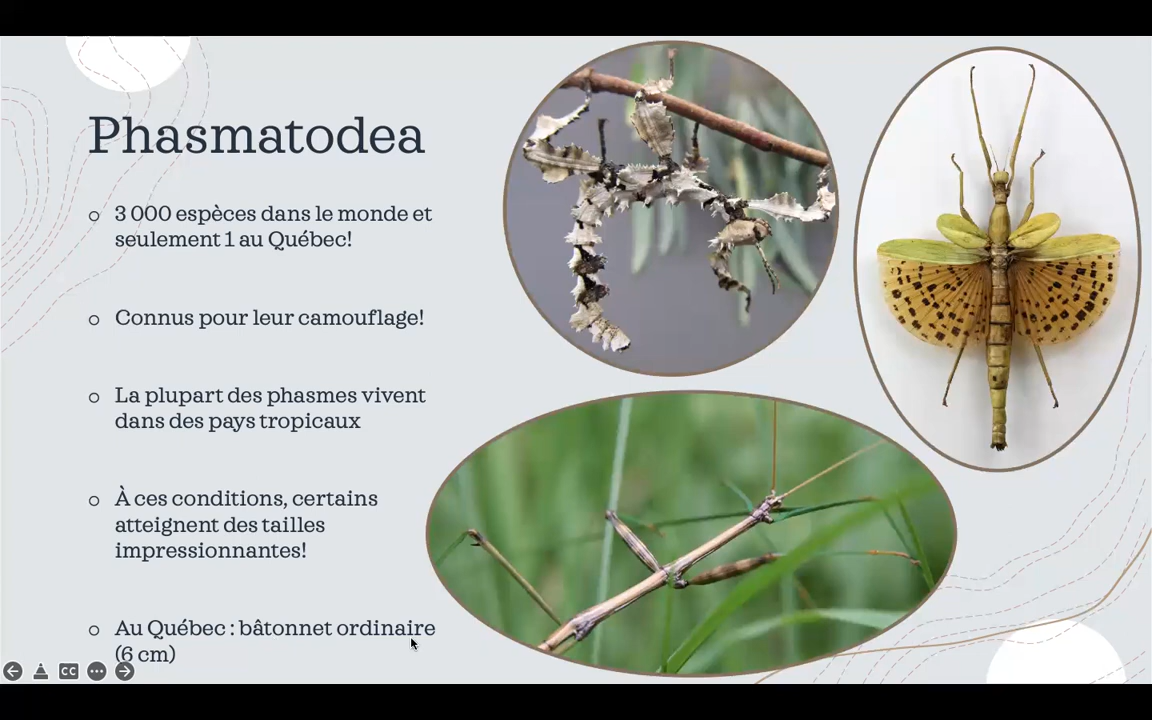 Phasmatodea
3 000 espèces dans le monde et
seulement 1 au Québec!
Connus pour leur camouflage!
La plupart des phasmes vivent
dans des pays tropicaux
À ces conditions, certains
atteignent des tailles
impressionnantes!
Au Québec : bâtonnet ordinaire
(6 cm)
CC